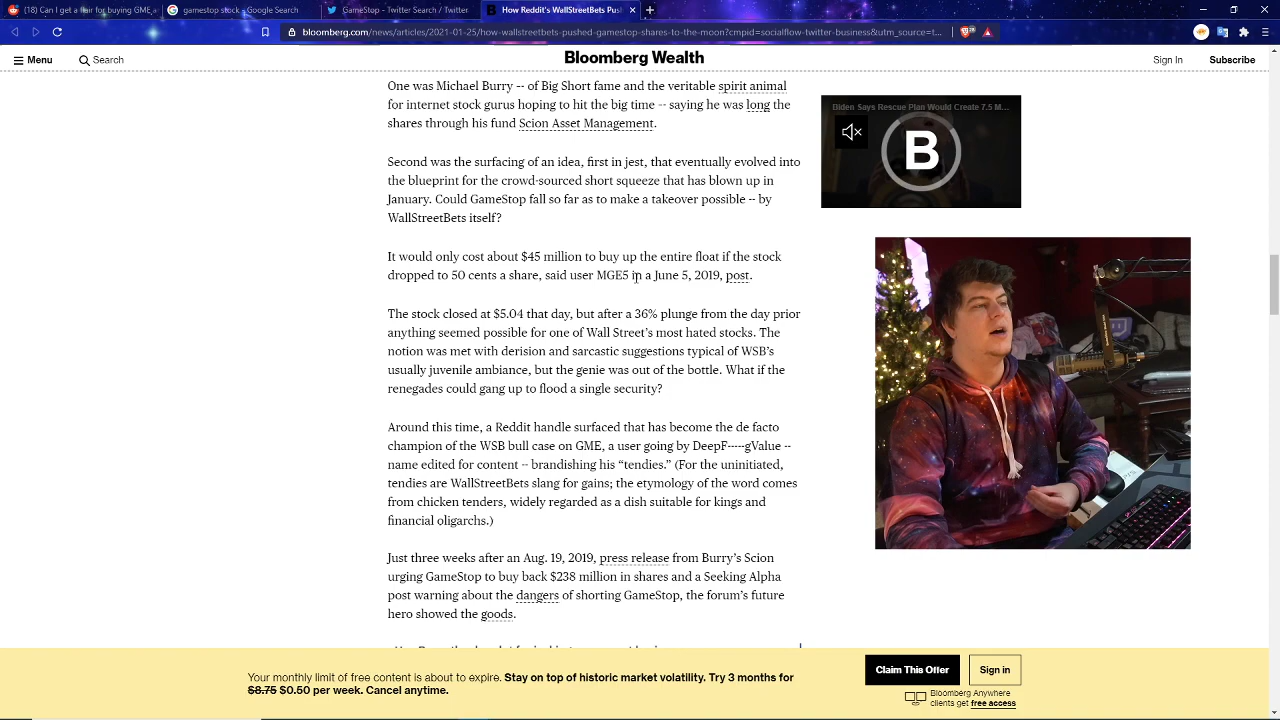 (18) Can I get a flair for buying GME a
gamestop stock - Google Search
GameStop - Twitter Search / Twitter
B How Reddit's WallStreetBets Pus
bloomberg.com/news/articles/2021-01-25/how-wallstreetbets-pushed-gamestop-shares-to-the-moon?cmpid=socialflow-twitter-business&utm_source=t...
Menu
Search
Bloomberg Wealth
Sign In
Subscribe
One was Michael Burry -- of Big Short fame and the veritable spirit animal
for internet stock gurus hoping to hit the big time -- saying he was long the
shares through his fund Scion Asset Management.
Second was the surfacing of an idea, first in jest, that eventually evolved into
the blueprint for the crowd-sourced short squeeze that has blown up in
January. Could GameStop fall so far as to make a takeover possible -- by
WallStreetBets itself?
It would only cost about $45 million to buy up the entire float if the stock
dropped to 50 cents a share, said user MGE5 in a June 5, 2019, post.
The stock closed at $5.04 that day, but after a 36% plunge from the day prior
anything seemed possible for one of Wall Street's most hated stocks. The
notion was met with derision and sarcastic suggestions typical of WSB's
usually juvenile ambiance, but the genie was out of the bottle. What if the
renegades could gang up to flood a single security?
Around this time, a Reddit handle surfaced that has become the de facto
champion of the WSB bull case on GME, a user going by DeepF-----gValue --
name edited for content -- brandishing his “tendies.” (For the uninitiated,
tendies are WallStreetBets slang for gains; the etymology of the word comes
from chicken tenders, widely regarded as a dish suitable for kings and
financial oligarchs.)
Just three weeks after an Aug. 19, 2019, press release from Burry's Scion
urging GameStop to buy back $238 million in shares and a Seeking Alpha
post warning about the dangers of shorting GameStop, the forum's future
hero showed the goods.
Biden Says Rescue Plan Would Create 7.5 M...
B
Your monthly limit of free content is about to expire. Stay on top of historic market volatility. Try 3 months for
$8.75 $0.50 per week. Cancel anytime.
Claim This Offer
Sign in
Bloomberg Anywhere
clients get free access